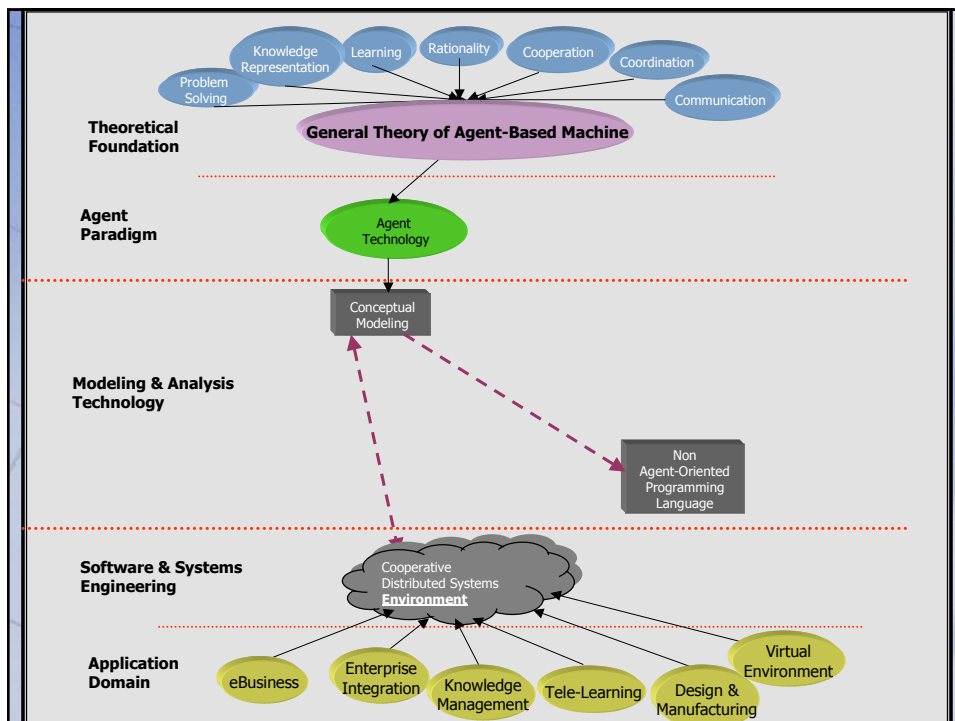 Knowledge
Representation
Learning
Rationality
Cooperation
Coordination
Problem
Solving
Communication
Theoretical
Foundation
General Theory of Agent-Based Machine
Agent
Paradigm
Agent
Technology
Conceptual
Modeling
Modeling & Analysis
Technology
Non
Agent-Oriented
Programming
Language
Software & Systems
Engineering
Cooperative
Distributed Systems
Environment
Application
Domain
eBusiness
Enterprise
Integration
Knowledge
Management
Tele-Learning
Design &
Manufacturing
Virtual
Environment